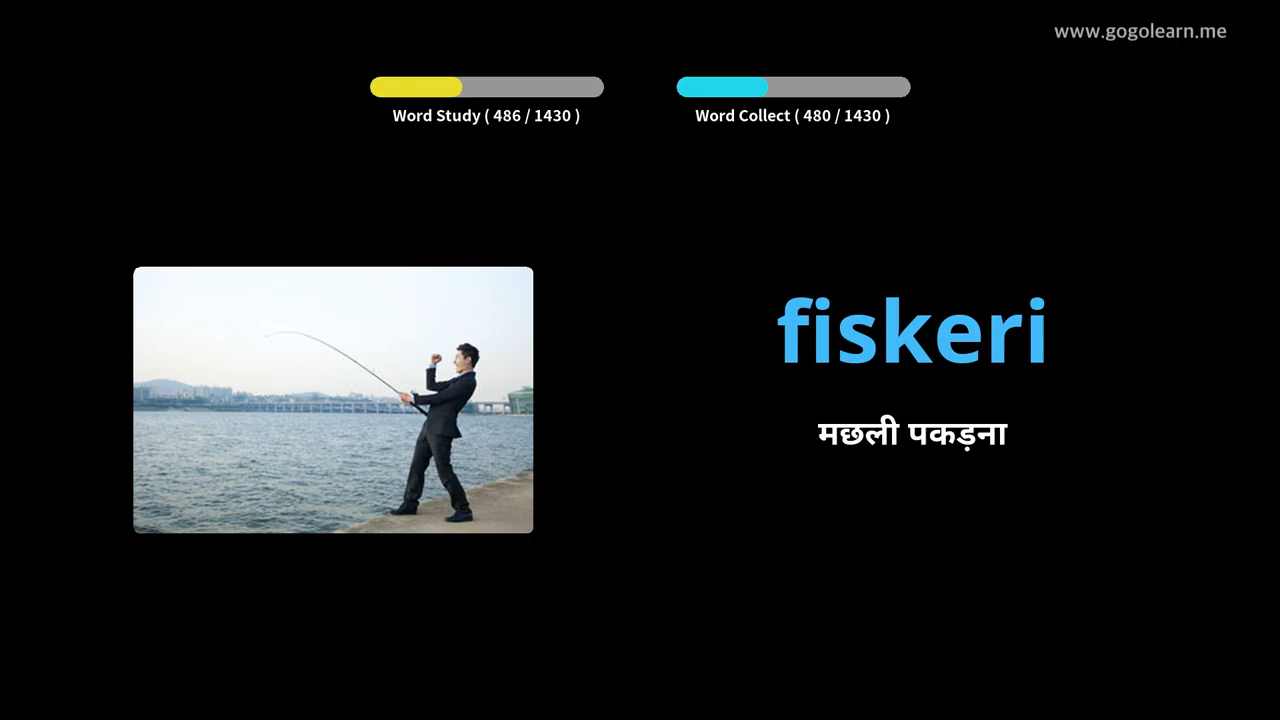 www.gogolearn.me
Word Study ( 486 / 1430 )
Word Collect ( 480 / 1430 )
fiskeri
मछली पकड़ना